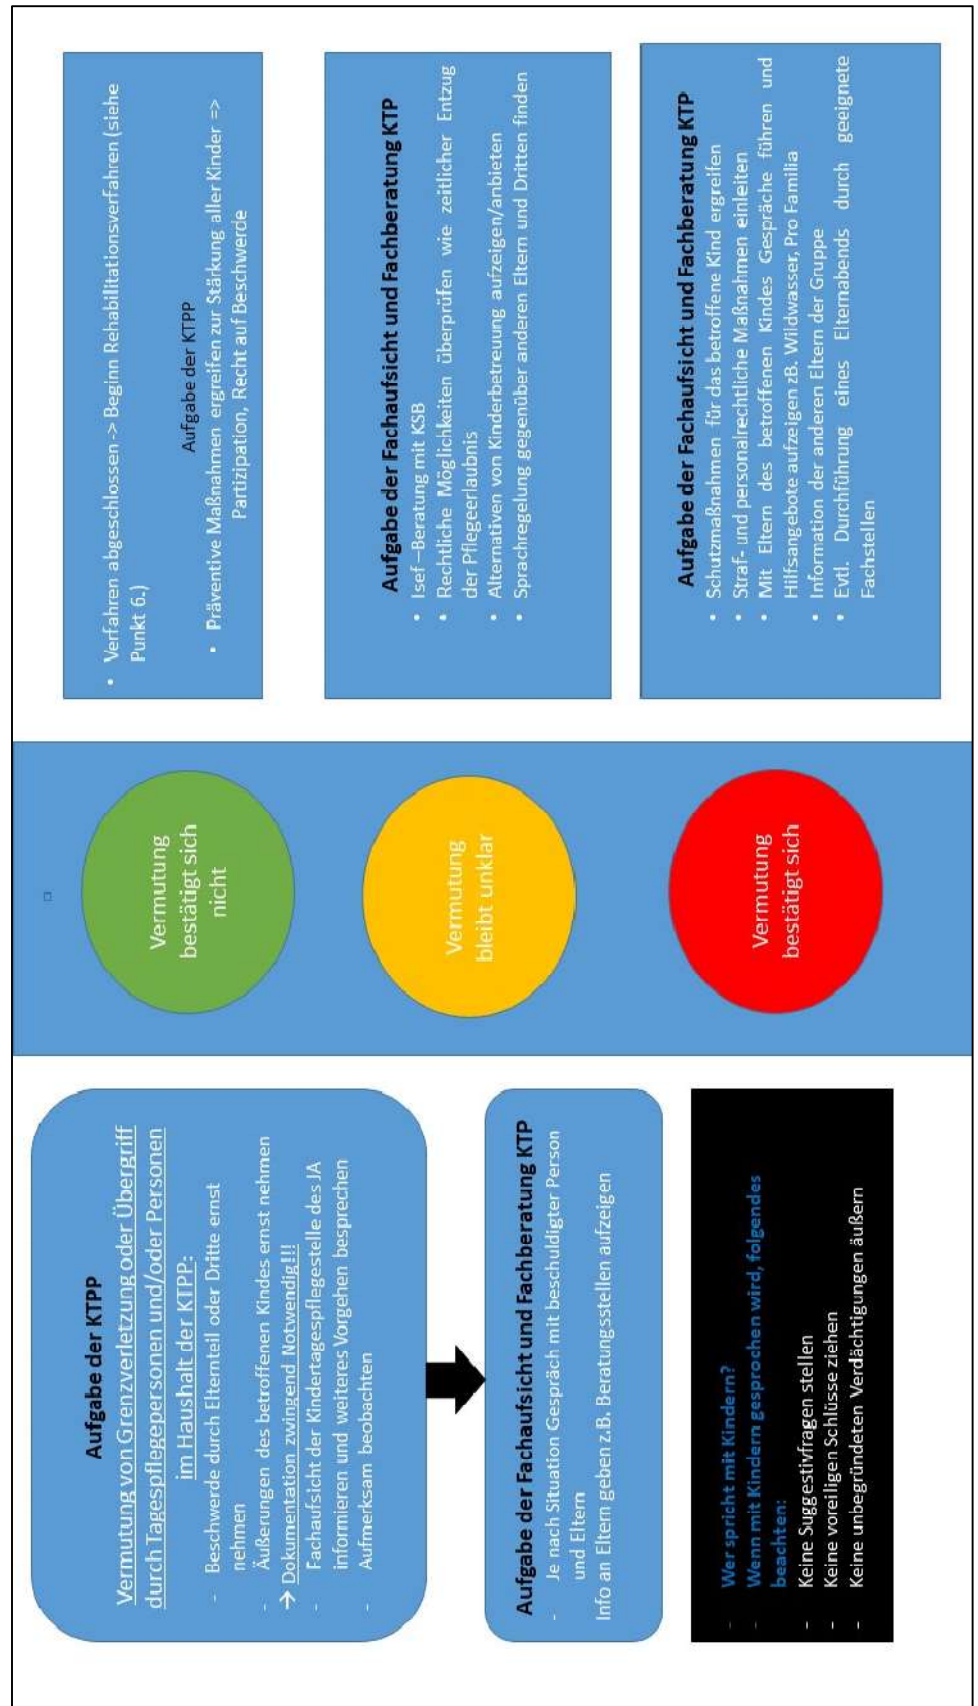 Aufgabe der KTPP
Vermutung von Grenzverletzung oder Übergriff
durch Tagespflegepersonen und/oder Personen
im Haushalt der KTPP:
- Beschwerde durch Elternteil oder Dritte ernst
nehmen
- Äußerungen des betroffenen Kindes ernst nehmen
→ Dokumentation zwingend Notwendig!!!
- Fachaufsicht der Kindertagespflegestelle des JA
informieren und weiteres Vorgehen besprechen
- Aufmerksam beobachten
Aufgabe der Fachaufsicht und Fachberatung KTP
- Je nach Situation Gespräch mit beschuldigter Person
und Eltern
Info an Eltern geben z.B. Beratungsstellen aufzeigen
- Wer spricht mit Kindern?
- Wenn mit Kindern gesprochen wird, folgendes
beachten:
- Keine Suggestivfragen stellen
- Keine voreiligen Schlüsse ziehen
- Keine unbegründeten Verdächtigungen äußern
Vermutung
bestätigt sich
nicht
Vermutung
bleibt unklar
Vermutung
bestätigt sich
• Verfahren abgeschlossen -> Beginn Rehabilitationsverfahren (siehe
Punkt 6.)
Aufgabe der KTPP
• Präventive Maßnahmen ergreifen zur Stärkung aller Kinder =>
Partizipation, Recht auf Beschwerde
Aufgabe der Fachaufsicht und Fachberatung KTP
• Isef –Beratung mit KSB
• Rechtliche Möglichkeiten überprüfen wie zeitlicher Entzug
der Pflegeerlaubnis
• Alternativen von Kinderbetreuung aufzeigen/anbieten
• Sprachregelung gegenüber anderen Eltern und Dritten finden
Aufgabe der Fachaufsicht und Fachberatung KTP
• Schutzmaßnahmen für das betroffene Kind ergreifen
• Straf- und personalrechtliche Maßnahmen einleiten
• Mit Eltern des betroffenen Kindes Gespräche führen und
Hilfsangebote aufzeigen zB. Wildwasser, Pro Familia
• Information der anderen Eltern der Gruppe
• Evtl. Durchführung eines Elternabends durch geeignete
Fachstellen